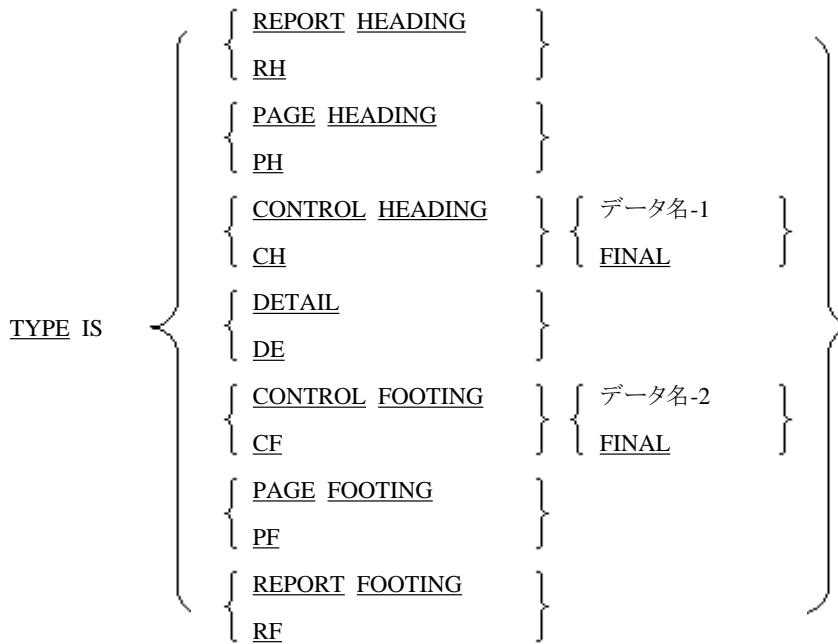 REPORT HEADING
RH
PAGE HEADING
PH
CONTROL HEADING データ名-1
CH FINAL
DETAIL
TYPE IS
DE
CONTROL FOOTING データ名-2
CF FINAL
PAGE FOOTING
PF
REPORT FOOTING
RF